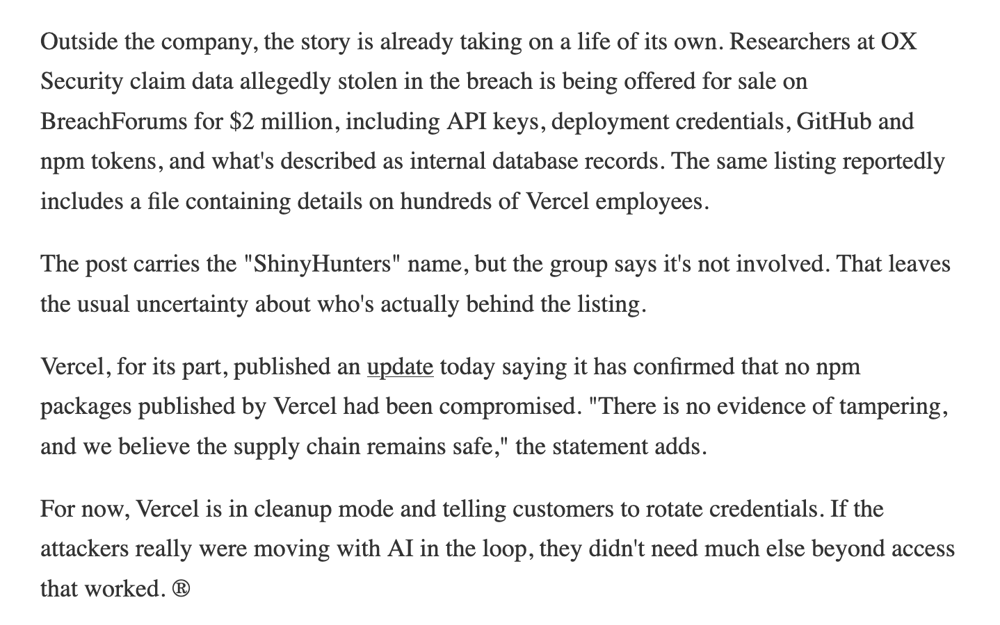 Outside the company, the story is already taking on a life of its own. Researchers at OX
Security claim data allegedly stolen in the breach is being offered for sale on
BreachForums for $2 million, including API keys, deployment credentials, GitHub and
npm tokens, and what's described as internal database records. The same listing reportedly
includes a file containing details on hundreds of Vercel employees.
The post carries the "ShinyHunters" name, but the group says it's not involved. That leaves
the usual uncertainty about who's actually behind the listing.
Vercel, for its part, published an update today saying it has confirmed that no npm
packages published by Vercel had been compromised. "There is no evidence of tampering,
and we believe the supply chain remains safe," the statement adds.
For now, Vercel is in cleanup mode and telling customers to rotate credentials. If the
attackers really were moving with AI in the loop, they didn't need much else beyond access
that worked. ®